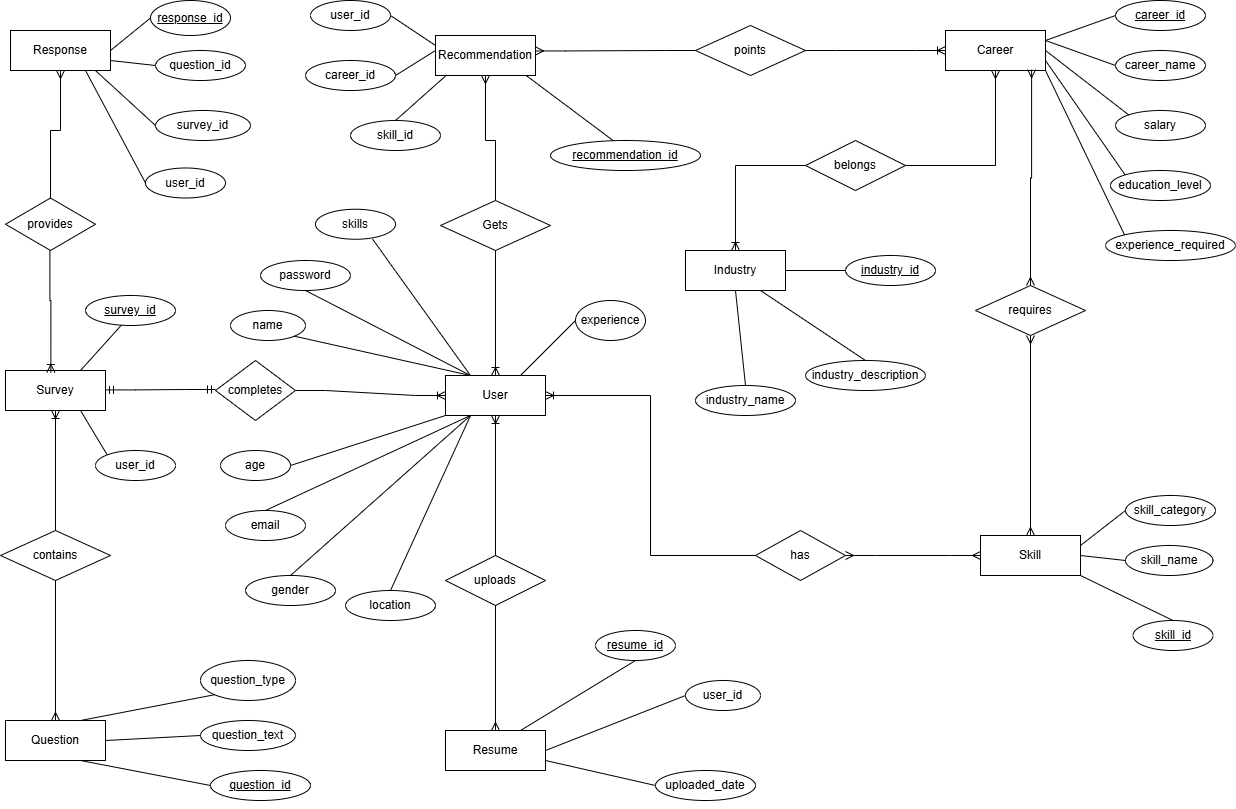 Response
response_id
question_id
survey_id
user_id
user_id
Recommendation
career_id
skill_id
recommendation_id
points
Career
career_id
career_name
salary
education_level
experience_required
belongs
provides
Gets
skills
password
name
experience
survey_id
Survey
completes
User
user_id
age
email
gender
location
Industry
industry_id
industry_name
industry_description
requires
contains
uploads
has
Skill
skill_category
skill_name
skill_id
Question
question_type
question_text
question_id
Resume
resume_id
user_id
uploaded_date